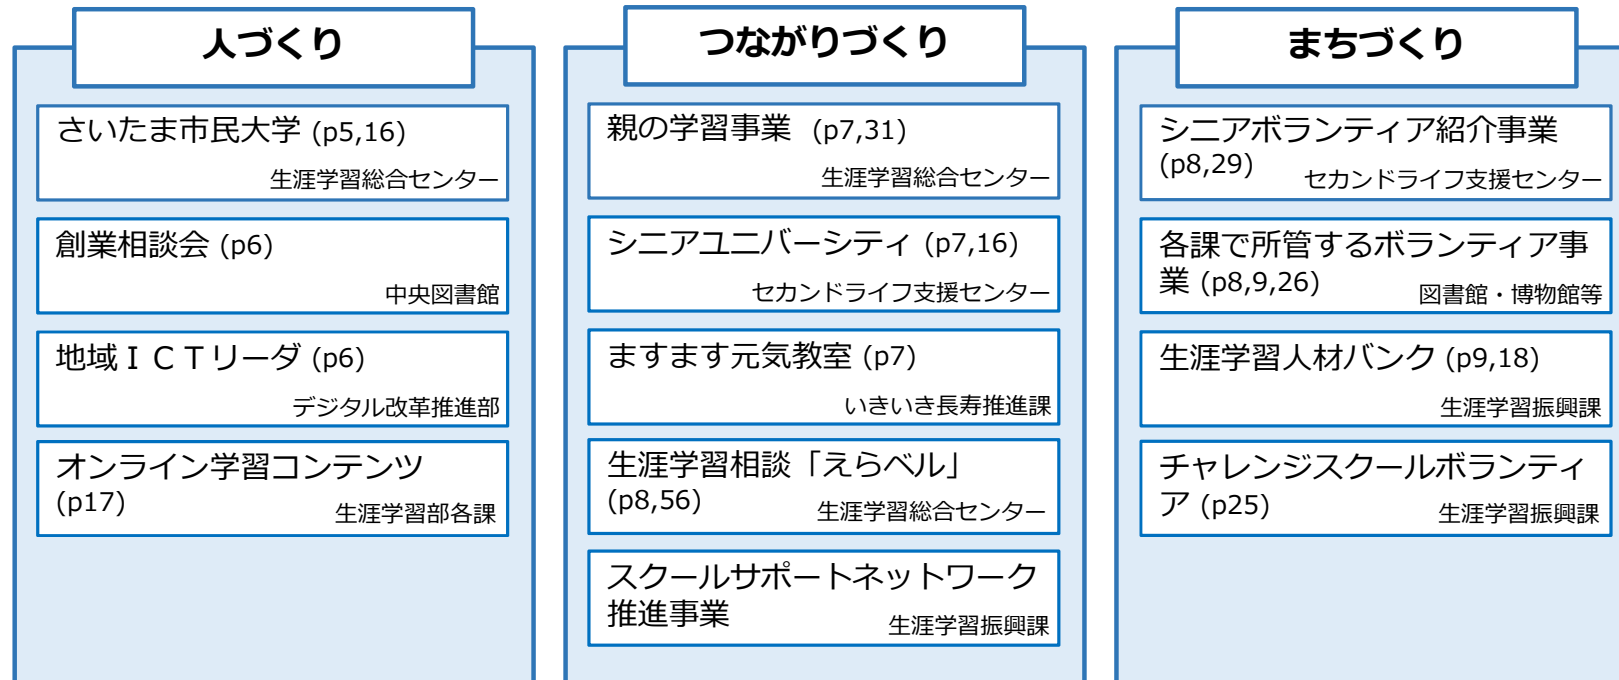 人づくり
さいたま市民大学 (p5,16)
生涯学習総合センター
創業相談会 (p6)
中央図書館
地域ＩＣＴリーダ (p6)
デジタル改革推進部
オンライン学習コンテンツ
(p17)
生涯学習部各課
つながりづくり
親の学習事業 (p7,31)
生涯学習総合センター
シニアユニバーシティ (p7,16)
セカンドライフ支援センター
ますます元気教室 (p7)
いきいき長寿推進課
生涯学習相談「えらベル」
(p8,56)
生涯学習総合センター
スクールサポートネットワーク
推進事業
生涯学習振興課
まちづくり
シニアボランティア紹介事業
(p8,29)
セカンドライフ支援センター
各課で所管するボランティア事
業 (p8,9,26)
図書館・博物館等
生涯学習人材バンク (p9,18)
生涯学習振興課
チャレンジスクールボランティ
ア (p25)
生涯学習振興課